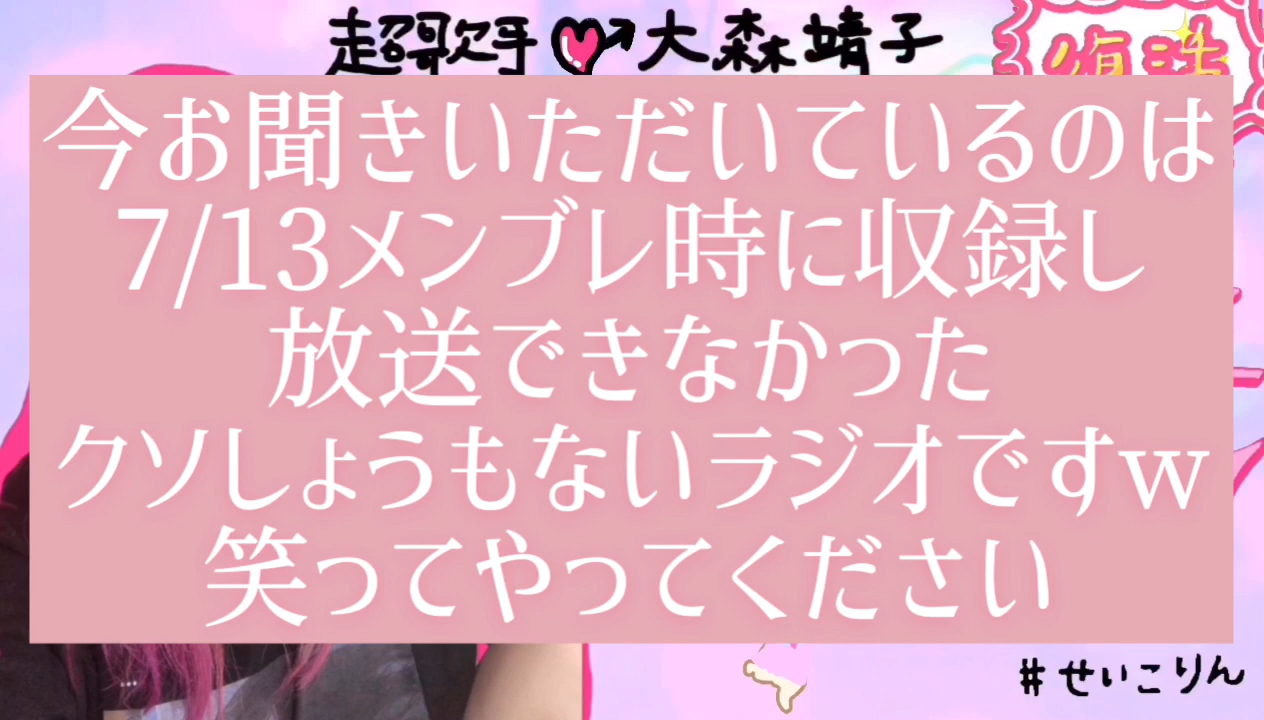 超歌手 大森靖子
復活
今お聞きいただいているのは
7/13メンブレ時に収録し
放送できなかった
クソしょうもないラジオですw
笑ってやってください
#せいこりん